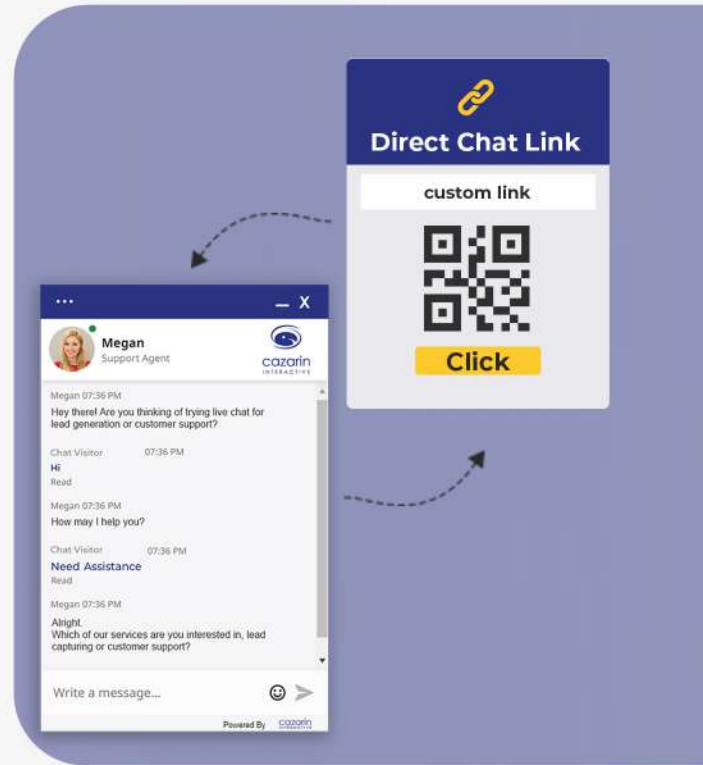 Direct Chat Link
custom link
Click
... _ X
Megan
Support Agent
cazarin
INTERACTIVE
Megan 07:36 PM
Hey there! Are you thinking of trying live chat for
lead generation or customer support?
Chat Visitor 07:36 PM
Hi
Read
Megan 07:36 PM
How may I help you?
Chat Visitor 07:36 PM
Need Assistance
Read
Megan 07:36 PM
Alright.
Which of our services are you interested in, lead
capturing or customer support?
Write a message...
Powered By cazarin
INTERACTIVE